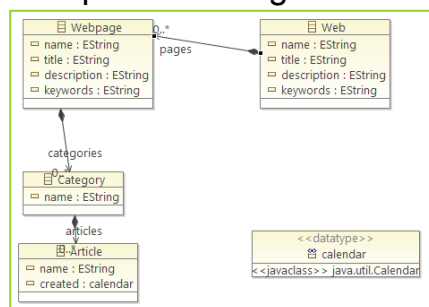 Webpage
name : EString
title : EString
description : EString
keywords : EString
0..*
pages
Web
name : EString
title : EString
description : EString
keywords : EString
categories
0..
Category
name : EString
articles
0..*
Article
name : EString
created : calendar
<<datatype>>
calendar
<<javaclass>> java.util.Calendar